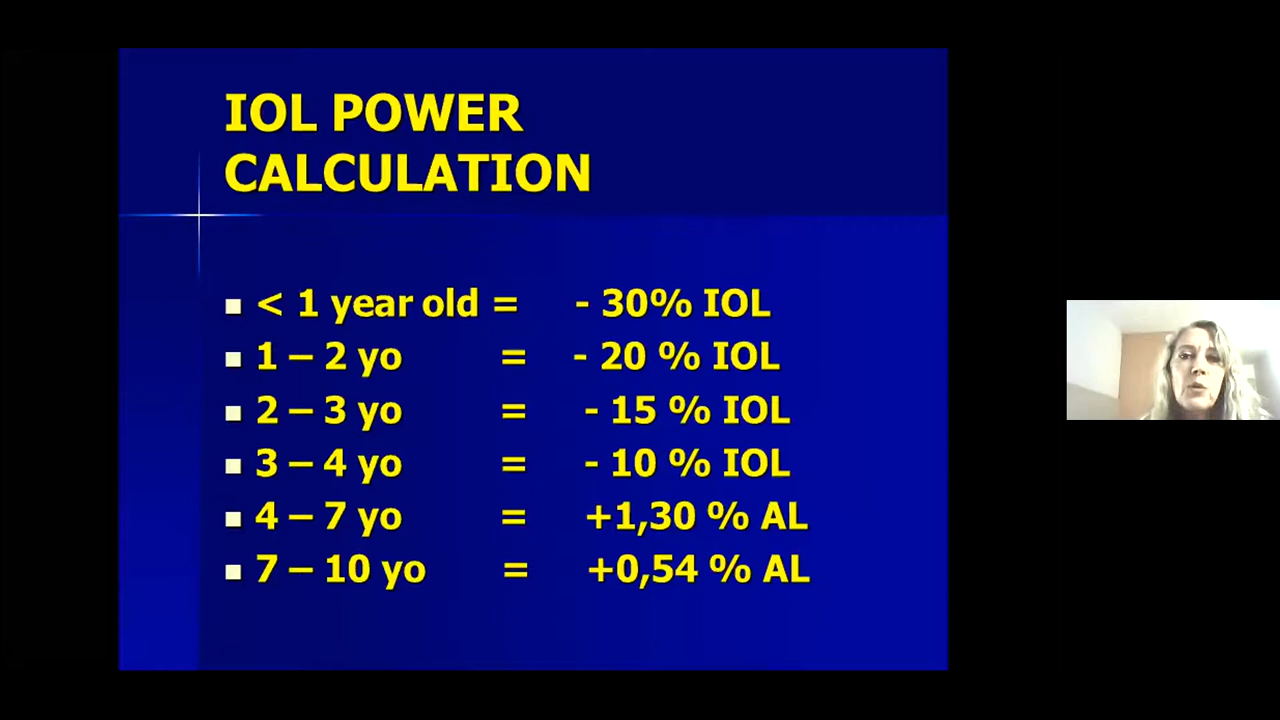 IOL POWER
CALCULATION
< 1 year old = - 30% IOL
1 – 2 yo = - 20 % IOL
2 – 3 yo = - 15 % IOL
3 – 4 yo = - 10 % IOL
4 – 7 yo = +1,30 % AL
7 – 10 yo = +0,54 % AL